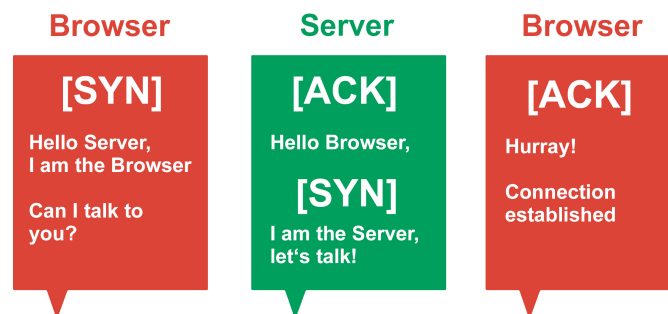 Browser
[SYN]
Hello Server,
I am the Browser
Can I talk to
you?
Server
[ACK]
Hello Browser,
[SYN]
I am the Server,
let‘s talk!
Browser
[ACK]
Hurray!
Connection
established